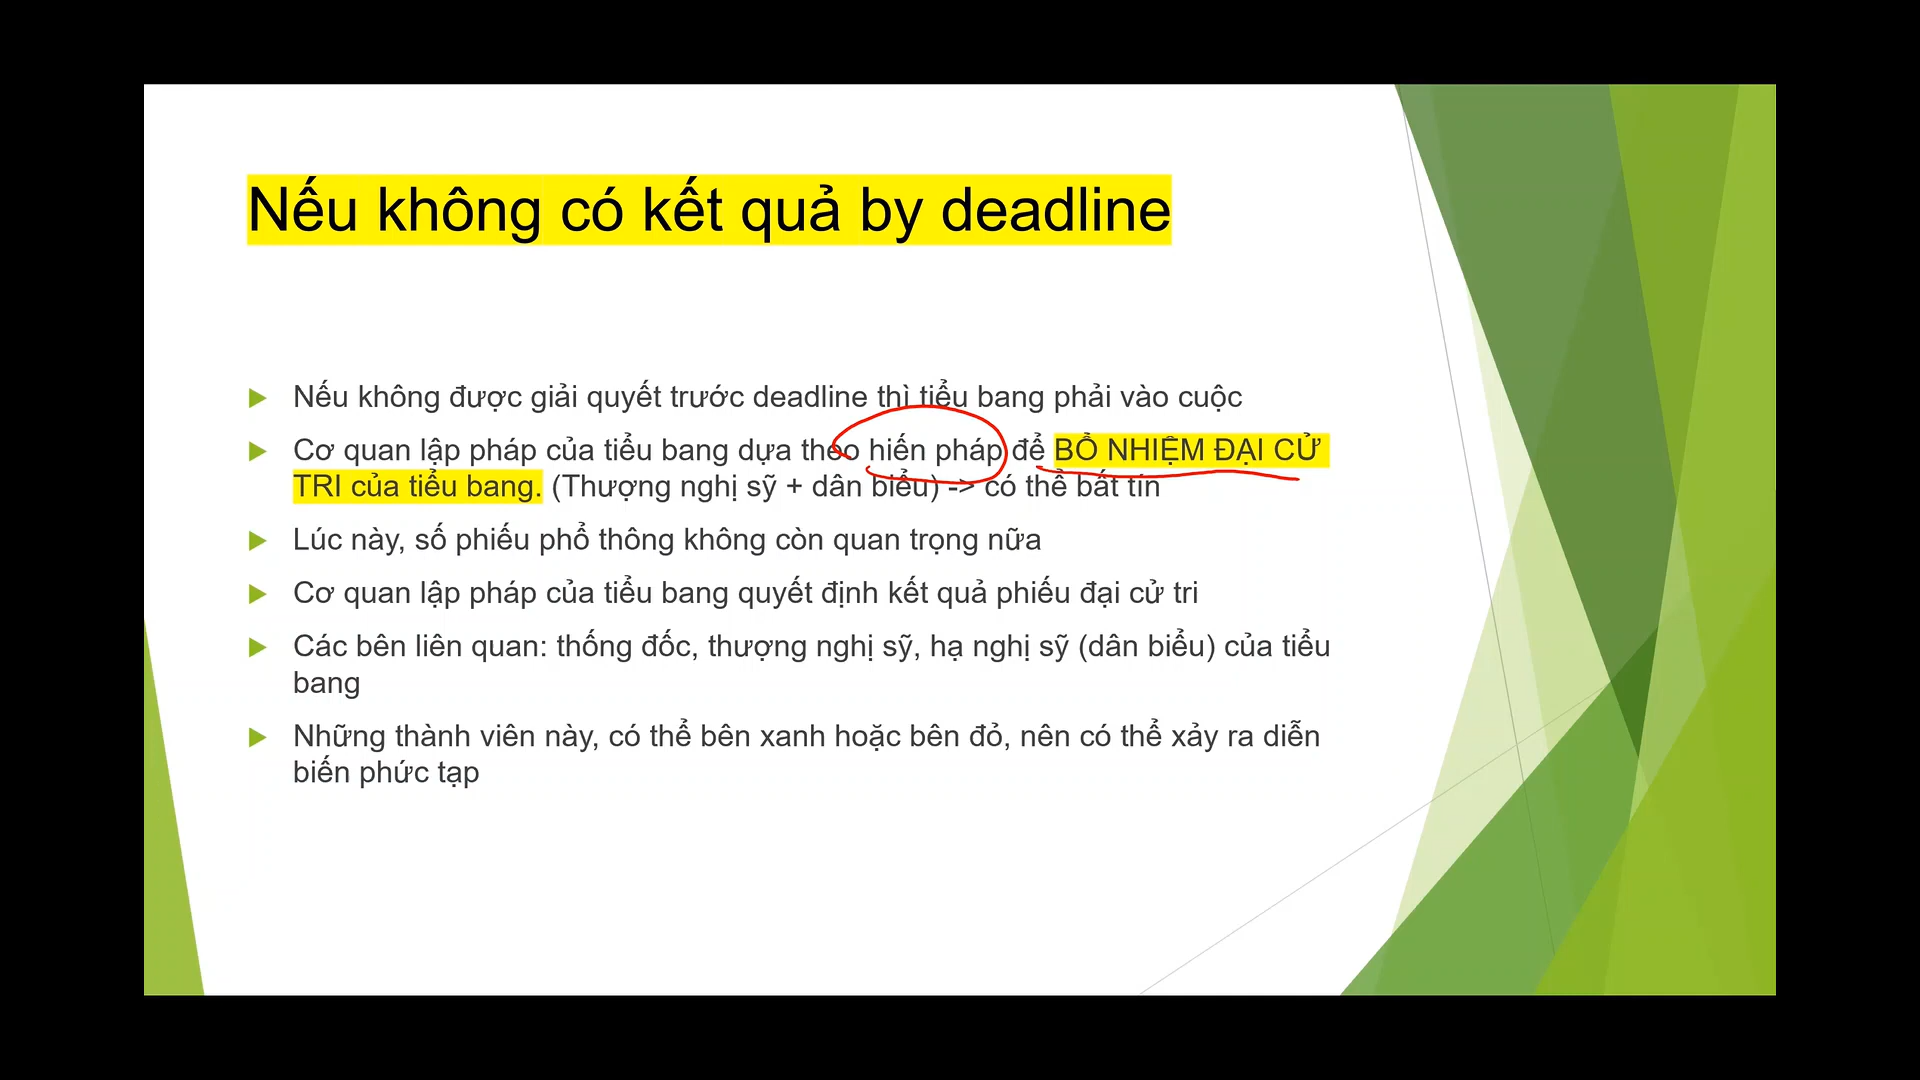 Nếu không có kết quả by deadline
Nếu không được giải quyết trước deadline thì tiểu bang phải vào cuộc
Cơ quan lập pháp của tiểu bang dựa theo hiến pháp để BỔ NHIỆM ĐẠI CỬ
TRI của tiểu bang. (Thượng nghị sỹ + dân biểu) -> có thể bất tín
Lúc này, số phiếu phổ thông không còn quan trọng nữa
Cơ quan lập pháp của tiểu bang quyết định kết quả phiếu đại cử tri
Các bên liên quan: thống đốc, thượng nghị sỹ, hạ nghị sỹ (dân biểu) của tiểu
bang
Những thành viên này, có thể bên xanh hoặc bên đỏ, nên có thể xảy ra diễn
biến phức tạp